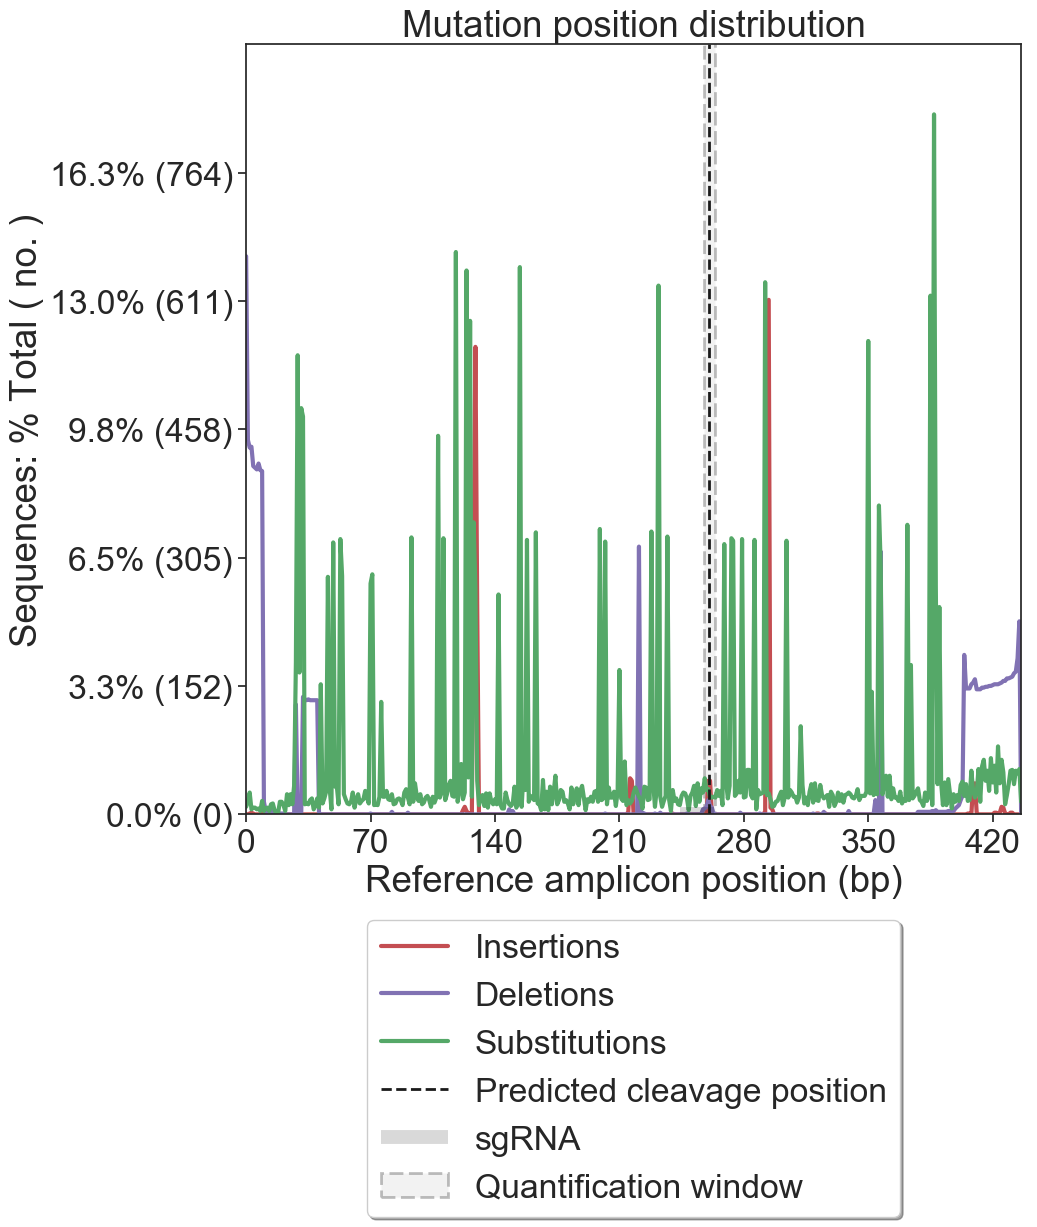 Mutation position distribution
Sequences: % Total ( no. )
16.3% (764)
13.0% (611)
9.8% (458)
6.5% (305)
3.3% (152)
0.0% (0)
0 70 140 210 280 350 420
Reference amplicon position (bp)
Insertions
Deletions
Substitutions
Predicted cleavage position
sgRNA
Quantification window